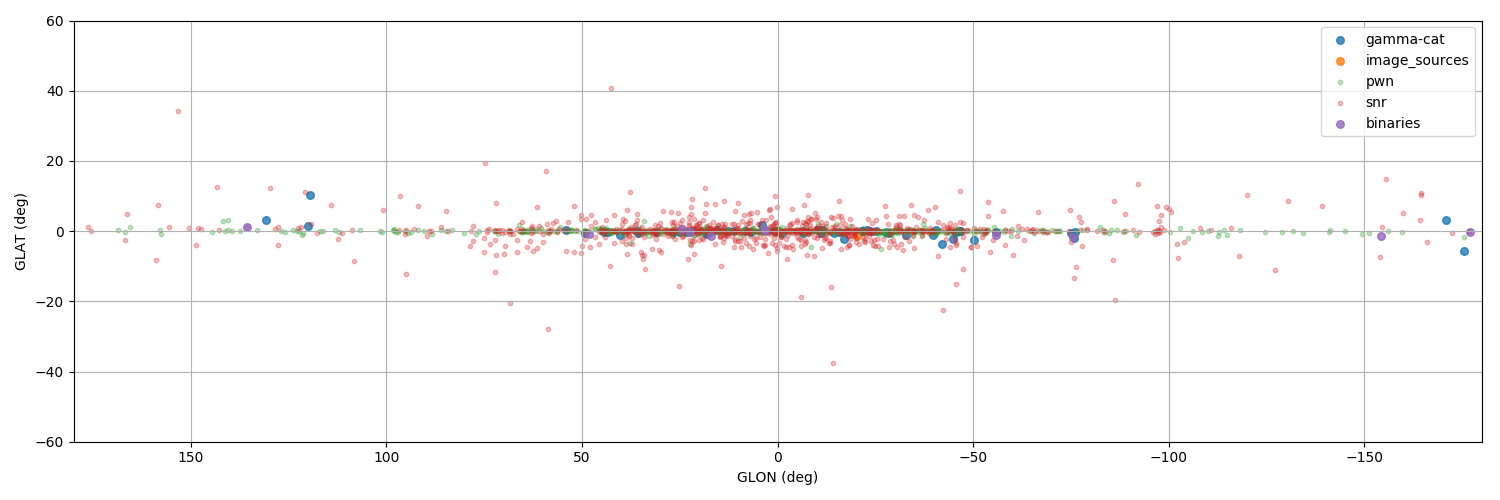 60
40
20
0
−20
−40
−60
GLAT (deg)
150
100
50
0
−50
−100
−150
GLON (deg)
gamma-cat
image_sources
pwn
snr
binaries